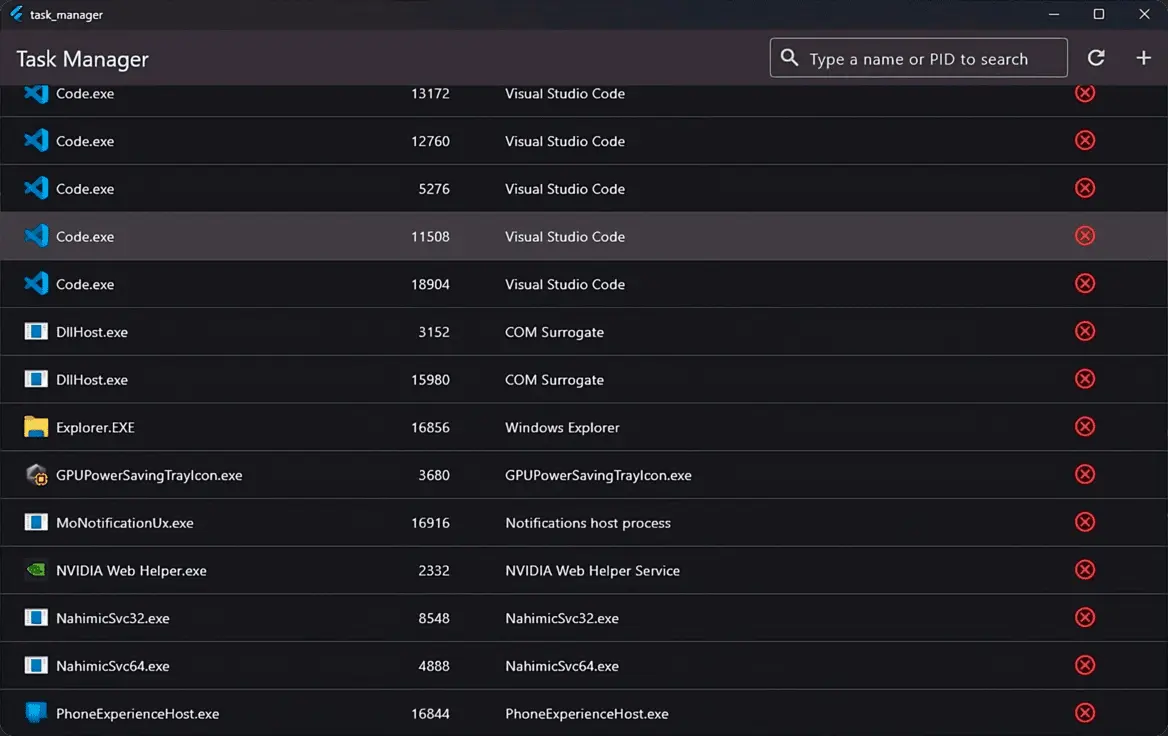 task_manager
Task Manager Type a name or PID to search
Code.exe 13172 Visual Studio Code
Code.exe 12760 Visual Studio Code
Code.exe 5276 Visual Studio Code
Code.exe 11508 Visual Studio Code
Code.exe 18904 Visual Studio Code
DllHost.exe 3152 COM Surrogate
DllHost.exe 15980 COM Surrogate
Explorer.EXE 16856 Windows Explorer
GPUPowerSavingTrayIcon.exe 3680 GPUPowerSavingTrayIcon.exe
MoNotificationUx.exe 16916 Notifications host process
NVIDIA Web Helper.exe 2332 NVIDIA Web Helper Service
NahimicSvc32.exe 8548 NahimicSvc32.exe
NahimicSvc64.exe 4888 NahimicSvc64.exe
PhoneExperienceHost.exe 16844 PhoneExperienceHost.exe